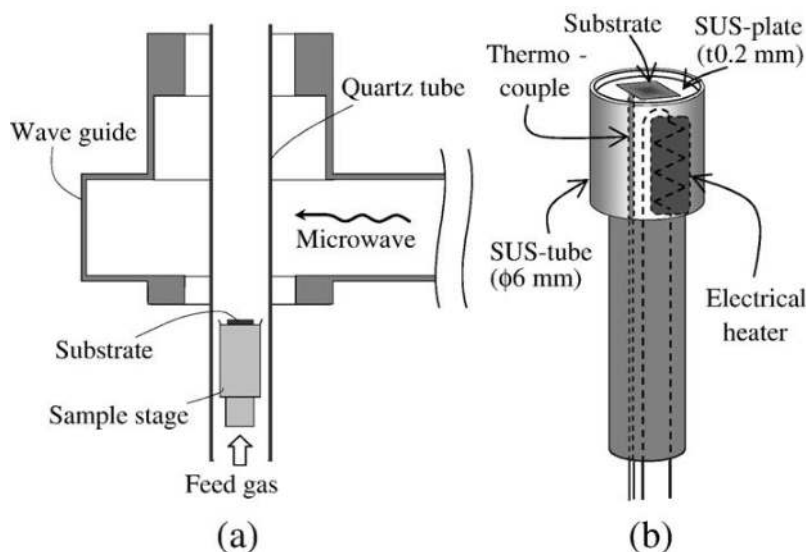 Wave guide
Quartz tube
Microwave
Substrate
Sample stage
Feed gas
(a)
Substrate
SUS-plate
(t0.2 mm)
Thermo -
couple
SUS-tube
(ϕ6 mm)
Electrical
heater
(b)